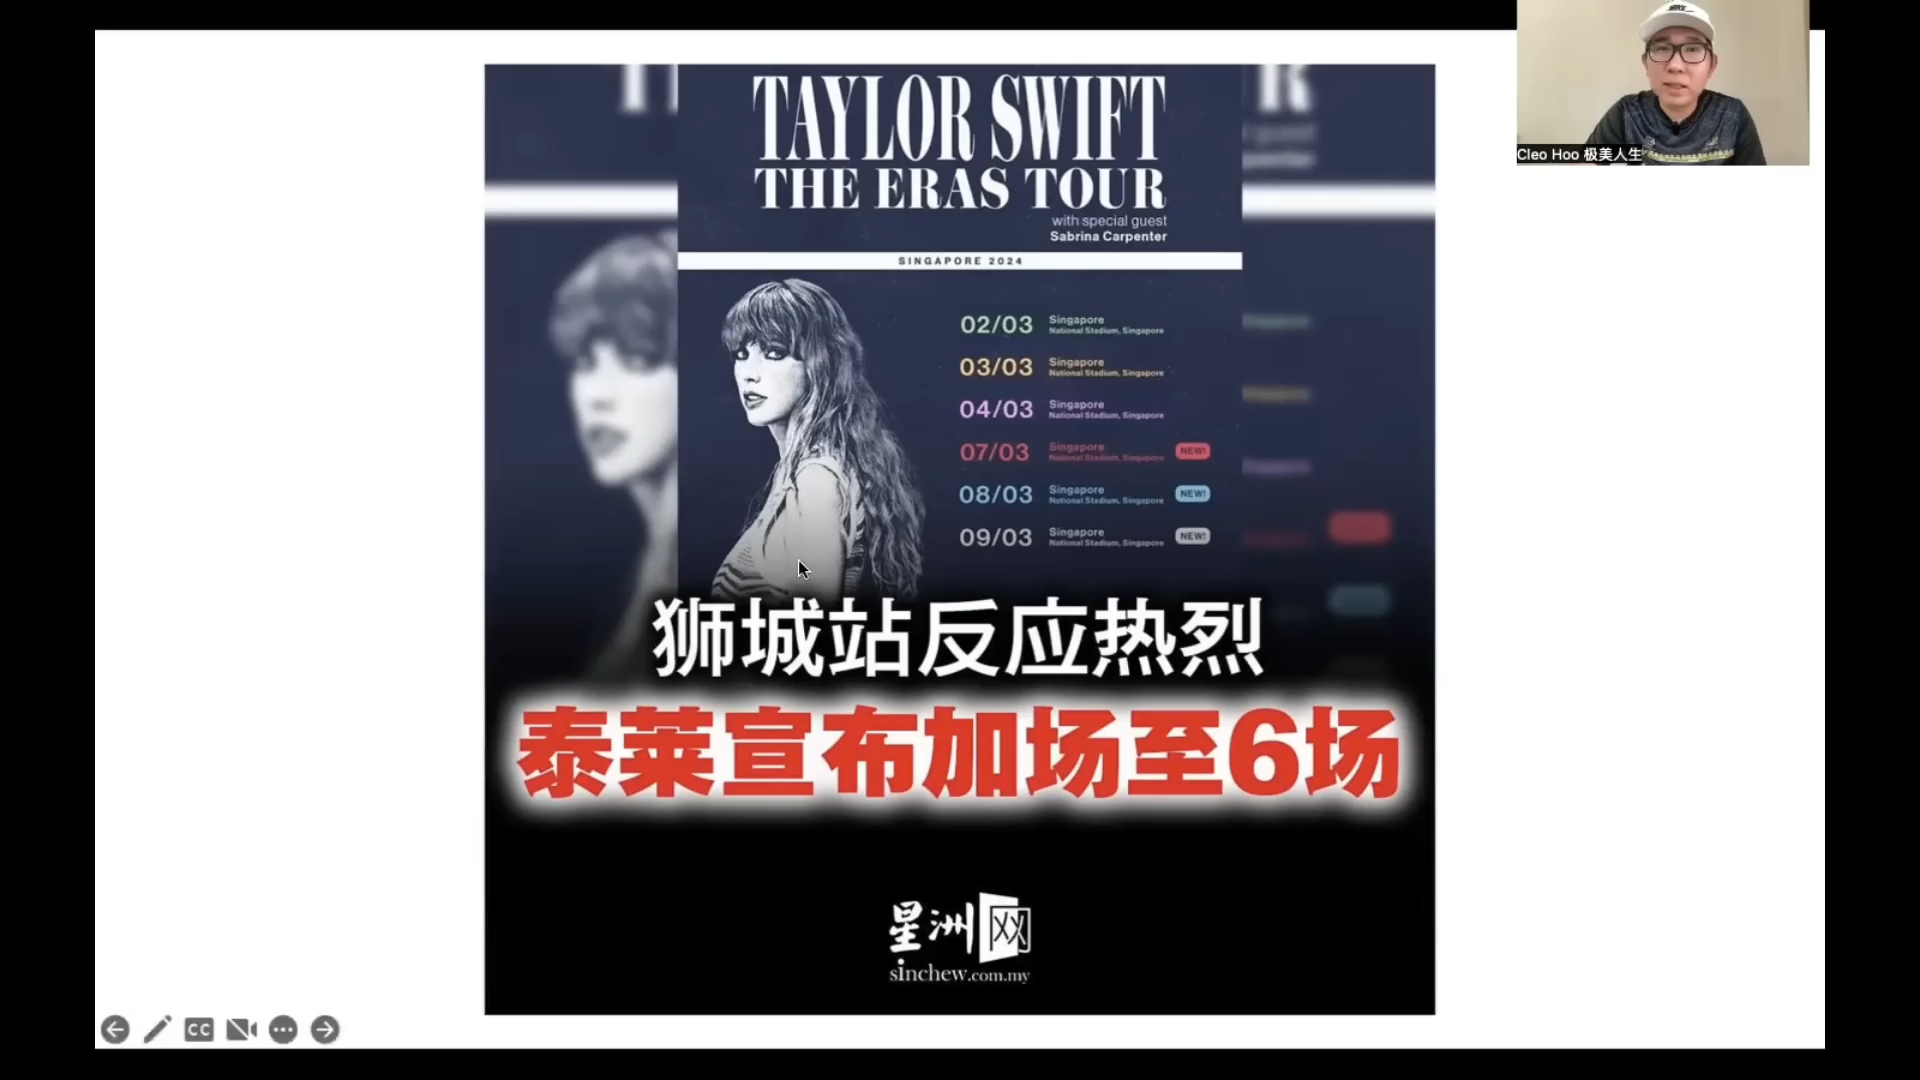 TAYLOR SWIFT
THE ERAS TOUR
with special guest
Sabrina Carpenter
SINGAPORE 2024
02/03 Singapore
National Stadium, Singapore
03/03 Singapore
National Stadium, Singapore
04/03 Singapore
National Stadium, Singapore
07/03 Singapore
National Stadium, Singapore
NEW!
08/03 Singapore
National Stadium, Singapore
NEW!
09/03 Singapore
National Stadium, Singapore
NEW!
狮城站反应热烈
泰莱宣布加场至6场
星洲网
sinchew.com.my
Cleo Hoo 极美人生
CC